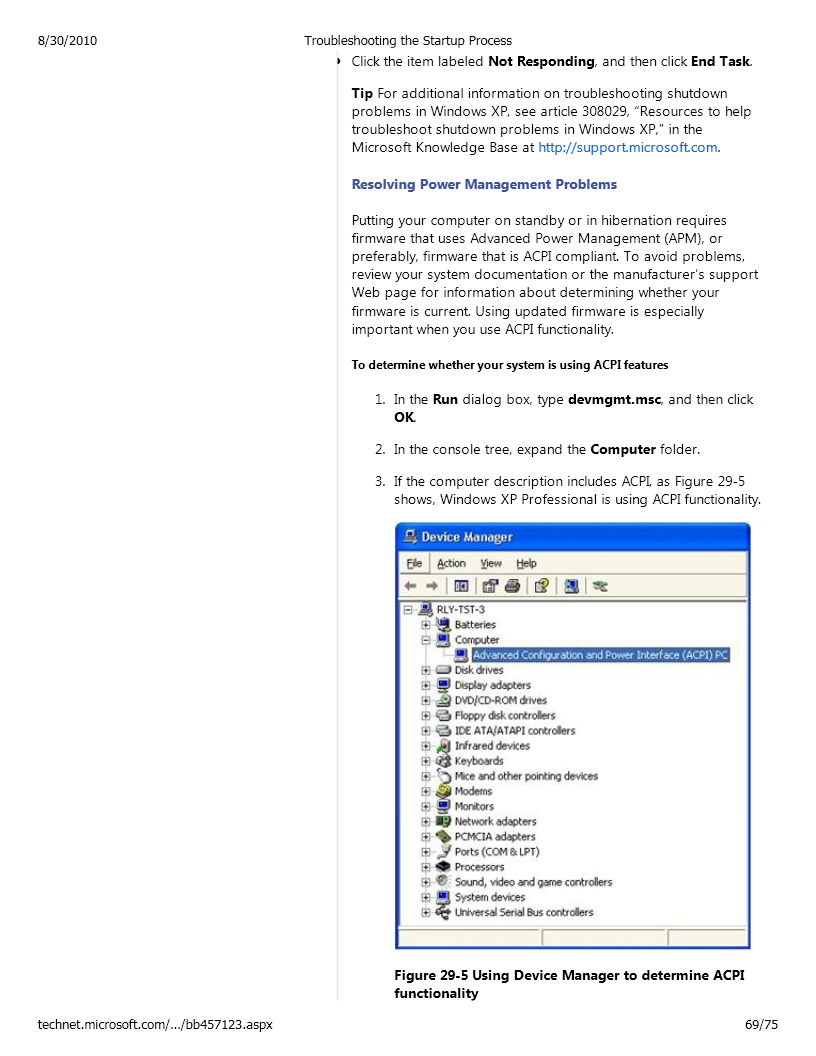 8/30/2010 Troubleshooting the Startup Process
Click the item labeled Not Responding, and then click End Task.
Tip For additional information on troubleshooting shutdown
problems in Windows XP, see article 308029, “Resources to help
troubleshoot shutdown problems in Windows XP,” in the
Microsoft Knowledge Base at http://support.microsoft.com.
Resolving Power Management Problems
Putting your computer on standby or in hibernation requires
firmware that uses Advanced Power Management (APM), or
preferably, firmware that is ACPI compliant. To avoid problems,
review your system documentation or the manufacturer’s support
Web page for information about determining whether your
firmware is current. Using updated firmware is especially
important when you use ACPI functionality.
To determine whether your system is using ACPI features
1. In the Run dialog box, type devmgmt.msc, and then click
OK.
2. In the console tree, expand the Computer folder.
3. If the computer description includes ACPI, as Figure 29-5
shows, Windows XP Professional is using ACPI functionality.
Device Manager
File Action View Help
RLY-TST-3
Batteries
Computer
Advanced Configuration and Power Interface (ACPI) PC
Disk drives
Display adapters
DVD/CD-ROM drives
Floppy disk controllers
IDE ATA/ATAPI controllers
Infrared devices
Keyboards
Mice and other pointing devices
Modems
Monitors
Network adapters
PCMCIA adapters
Ports (COM & LPT)
Processors
Sound, video and game controllers
System devices
Universal Serial Bus controllers
Figure 29-5 Using Device Manager to determine ACPI
functionality
technet.microsoft.com/.../bb457123.aspx 69/75